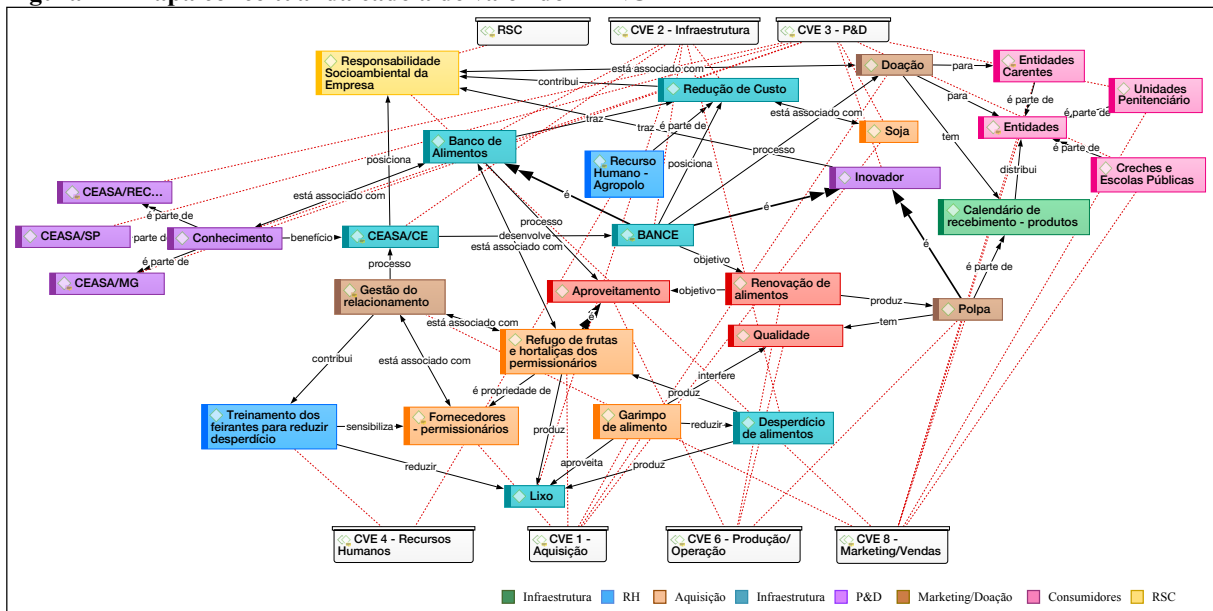 RSC
CVE 2 - Infraestrutura
CVE 3 - P&D
Responsabilidade
Socioambiental da
Empresa
está associado com
Doação
para
Entidades
Carentes
contribui
Redução de Custo
para
é parte de
Unidades
Penitenciário
está associado com
traz
traz
é parte de
Soja
tem
Entidades
é parte de
é parte de
Banco de
Alimentos
processo
posiciona
Recurso
Humano -
Agropolo
posiciona
Inovador
distribui
Creches e
Escolas Públicas
CEASA/REC...
está associado com
é parte de
é
processo
é
Calendário de
recebimento - produtos
CEASA/SP
parte de
Conhecimento
benefício
CEASA/CE
desenvolve
está associado com
BANCE
é
é parte de
CEASA/MG
é parte de
processo
objetivo
Gestão do
relacionamento
Aproveitamento
objetivo
Renovação de
alimentos
produz
Polpa
está associado com
é
tem
Refugo de frutas
e hortaliças dos
permissionários
Qualidade
contribui
está associado com
interfere
é propriedade de
produz
Treinamento dos
feirantes para reduzir
desperdício
sensibiliza
Fornecedores
- permissionários
produz
Garimpo
de alimento
reduzir
Desperdício
de alimentos
reduzir
aproveita
produz
Lixo
CVE 4 - Recursos
Humanos
CVE 1 -
Aquisição
CVE 6 - Produção/
Operação
CVE 8 -
Marketing/Vendas
Infraestrutura
RH
Aquisição
Infraestrutura
P&D
Marketing/Doação
Consumidores
RSC